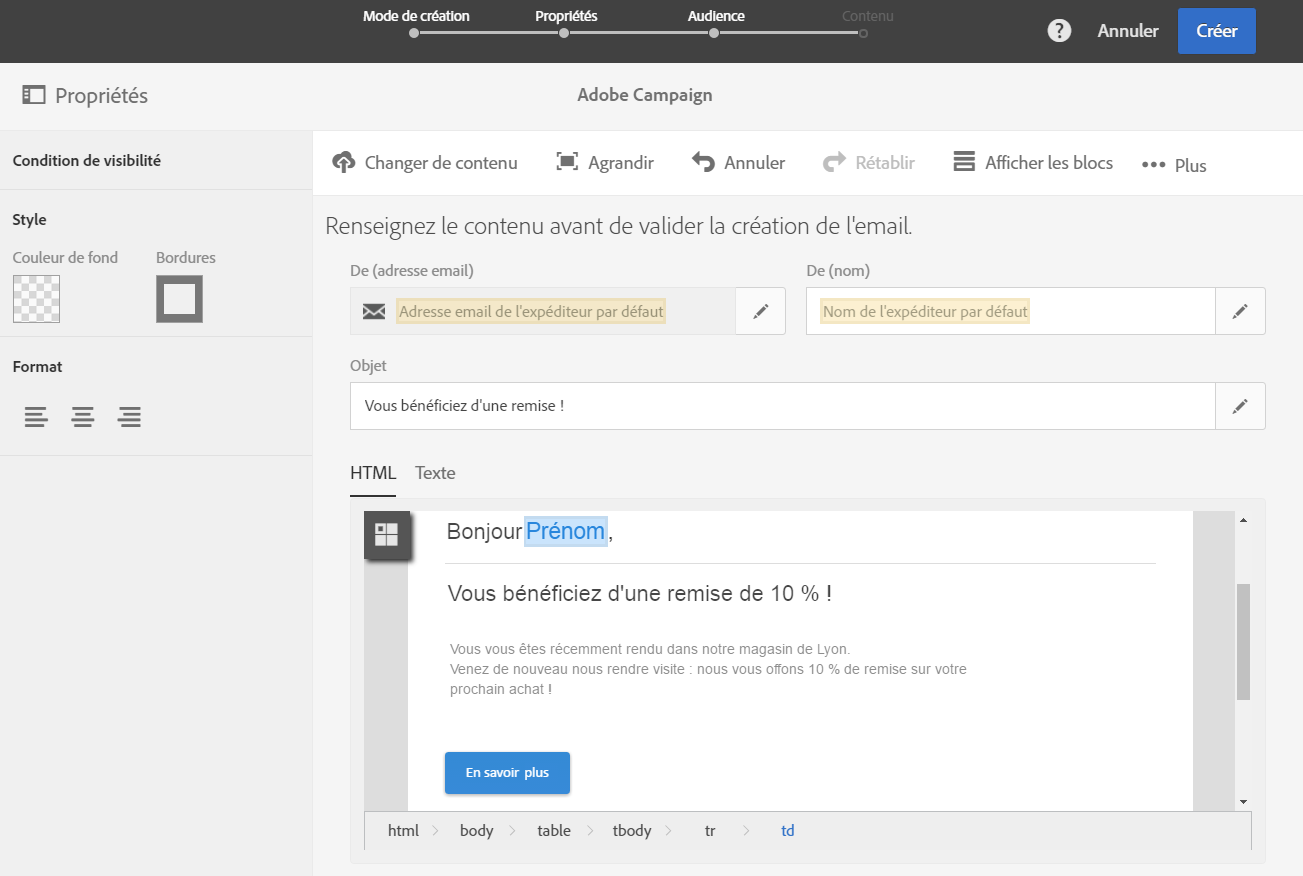 Mode de création
Propriétés
Audience
Contenu
?
Annuler
Créer
Propriétés
Adobe Campaign
Condition de visibilité
Style
Couleur de fond
Bordures
Format
Changer de contenu
Agrandir
Annuler
Rétablir
Afficher les blocs
Plus
Renseignez le contenu avant de valider la création de l'email.
De (adresse email)
De (nom)
Adresse email de l'expéditeur par défaut
Nom de l'expéditeur par défaut
Objet
Vous bénéficiez d'une remise !
HTML
Texte
Bonjour Prénom,
Vous bénéficiez d'une remise de 10 % !
Vous vous êtes récemment rendu dans notre magasin de Lyon.
Venez de nouveau nous rendre visite : nous vous offons 10 % de remise sur votre
prochain achat !
En savoir plus
html
body
table
tbody
tr
td